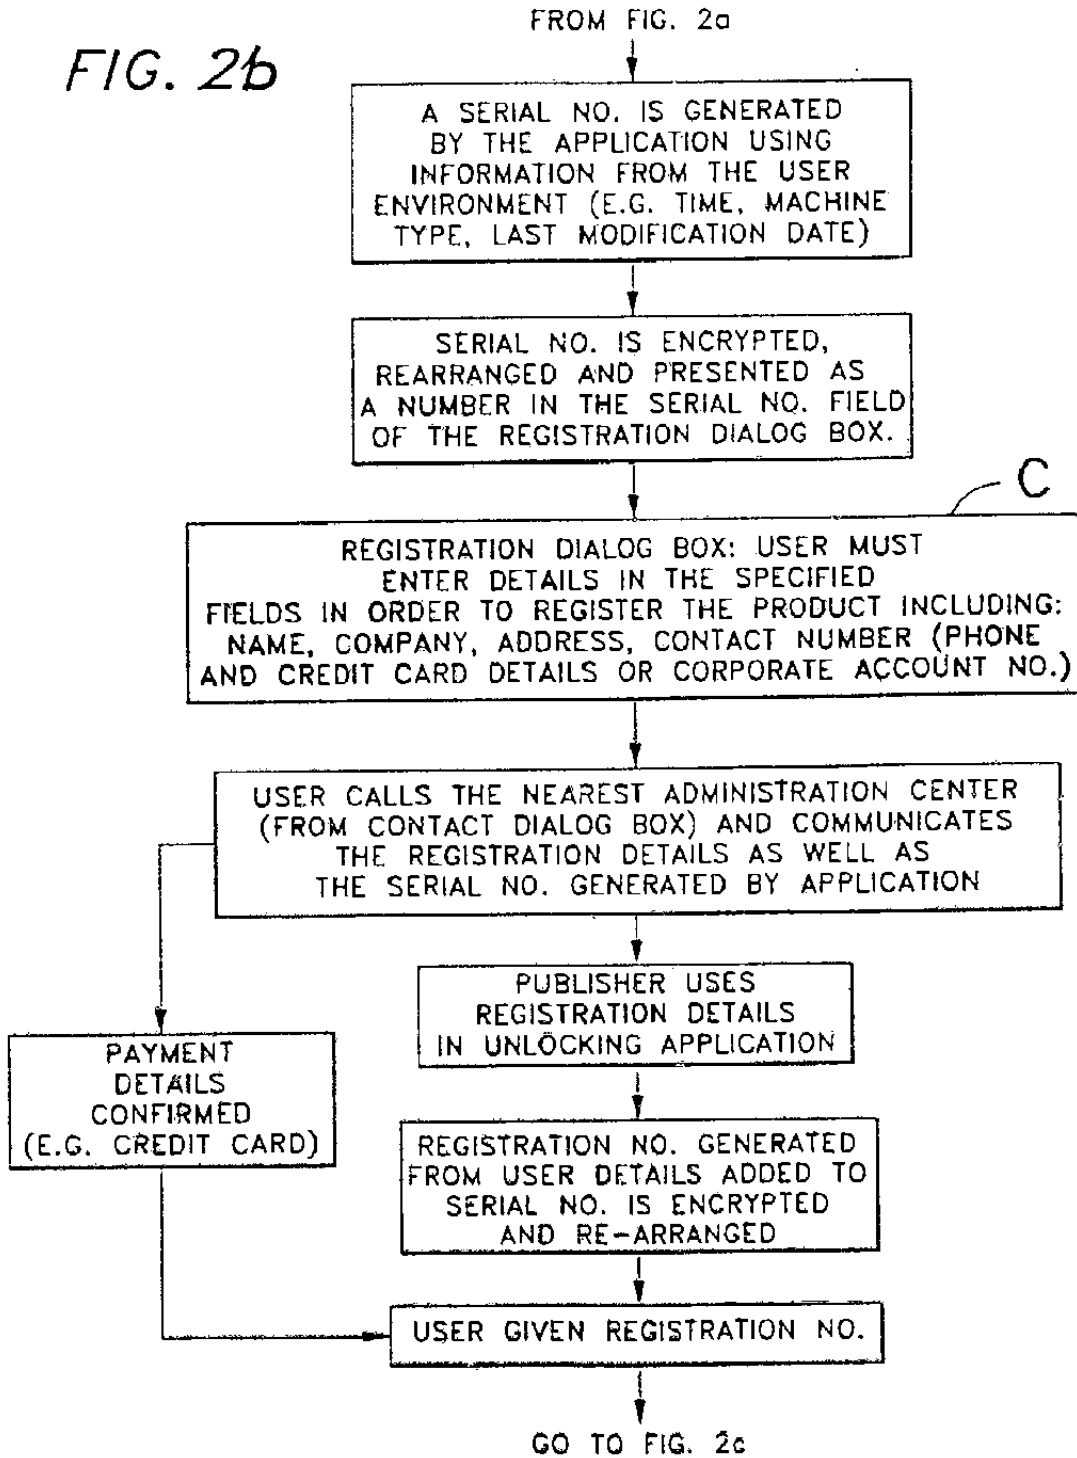 FROM FIG. 2a
FIG. 2b
A SERIAL NO. IS GENERATED
BY THE APPLICATION USING
INFORMATION FROM THE USER
ENVIRONMENT (E.G. TIME, MACHINE
TYPE, LAST MODIFICATION DATE)
SERIAL NO. IS ENCRYPTED,
REARRANGED AND PRESENTED AS
A NUMBER IN THE SERIAL NO. FIELD
OF THE REGISTRATION DIALOG BOX.
C
REGISTRATION DIALOG BOX: USER MUST
ENTER DETAILS IN THE SPECIFIED
FIELDS IN ORDER TO REGISTER THE PRODUCT INCLUDING:
NAME, COMPANY, ADDRESS, CONTACT NUMBER (PHONE
AND CREDIT CARD DETAILS OR CORPORATE ACCOUNT NO.)
USER CALLS THE NEAREST ADMINISTRATION CENTER
(FROM CONTACT DIALOG BOX) AND COMMUNICATES
THE REGISTRATION DETAILS AS WELL AS
THE SERIAL NO. GENERATED BY APPLICATION
PUBLISHER USES
REGISTRATION DETAILS
IN UNLOCKING APPLICATION
PAYMENT
DETAILS
CONFIRMED
(E.G. CREDIT CARD)
REGISTRATION NO. GENERATED
FROM USER DETAILS ADDED TO
SERIAL NO. IS ENCRYPTED
AND RE-ARRANGED
USER GIVEN REGISTRATION NO.
GO TO FIG. 2c